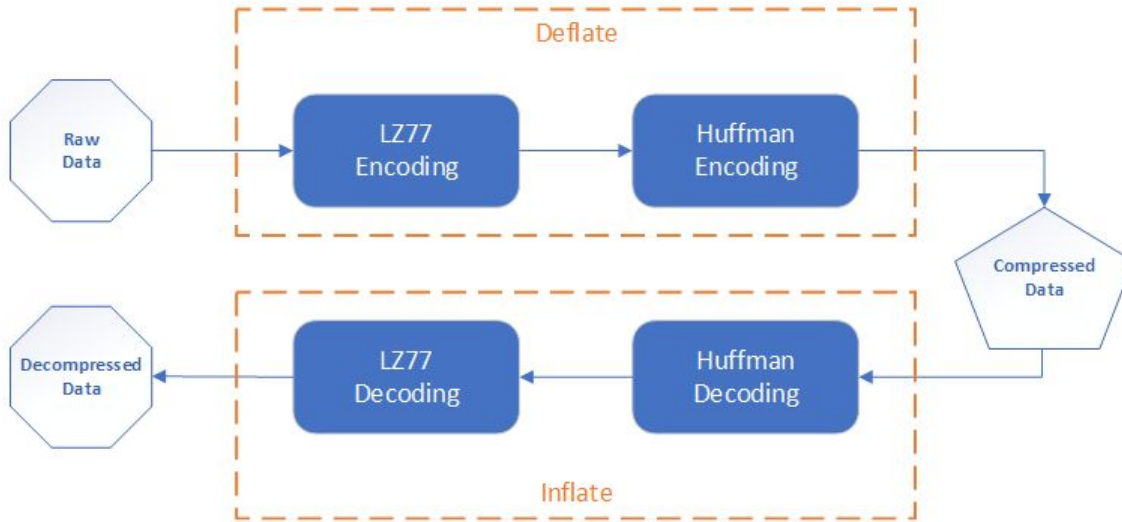 Deflate
Raw
Data
LZ77
Encoding
Huffman
Encoding
Compressed
Data
Decompressed
Data
LZ77
Decoding
Huffman
Decoding
Inflate